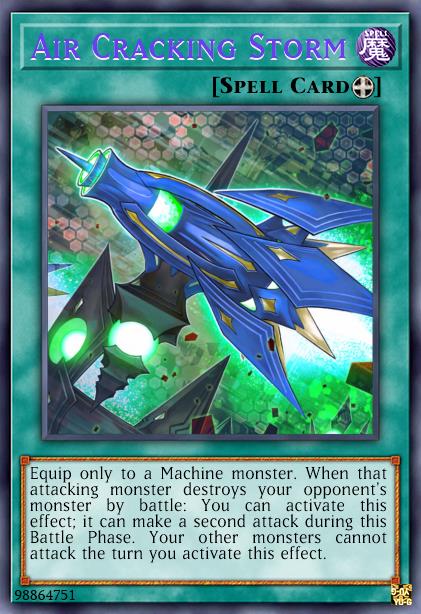 Air Cracking Storm
SPELL
魔
[Spell Card]
Equip only to a Machine monster. When that
attacking monster destroys your opponent's
monster by battle: You can activate this
effect; it can make a second attack during this
Battle Phase. Your other monsters cannot
attack the turn you activate this effect.
98864751